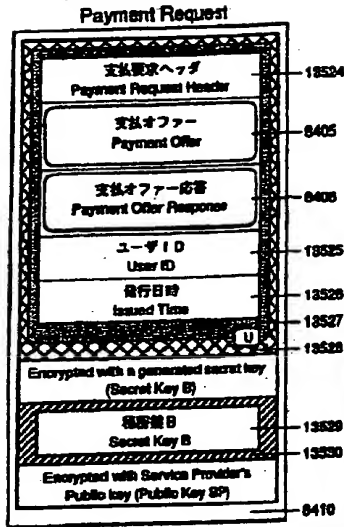 Payment Request
支払要求ヘッダ
Payment Request Header
13524
支払オファー
Payment Offer
8405
支払オファー応答
Payment Offer Response
8408
ユーザID
User ID
13525
発行日時
Issued Time
13526
13527
U
13528
Encrypted with a generated secret key
(Secret Key B)
秘密鍵B
Secret Key B
13529
13530
Encrypted with Service Provider's
Public key (Public Key SP)
8410